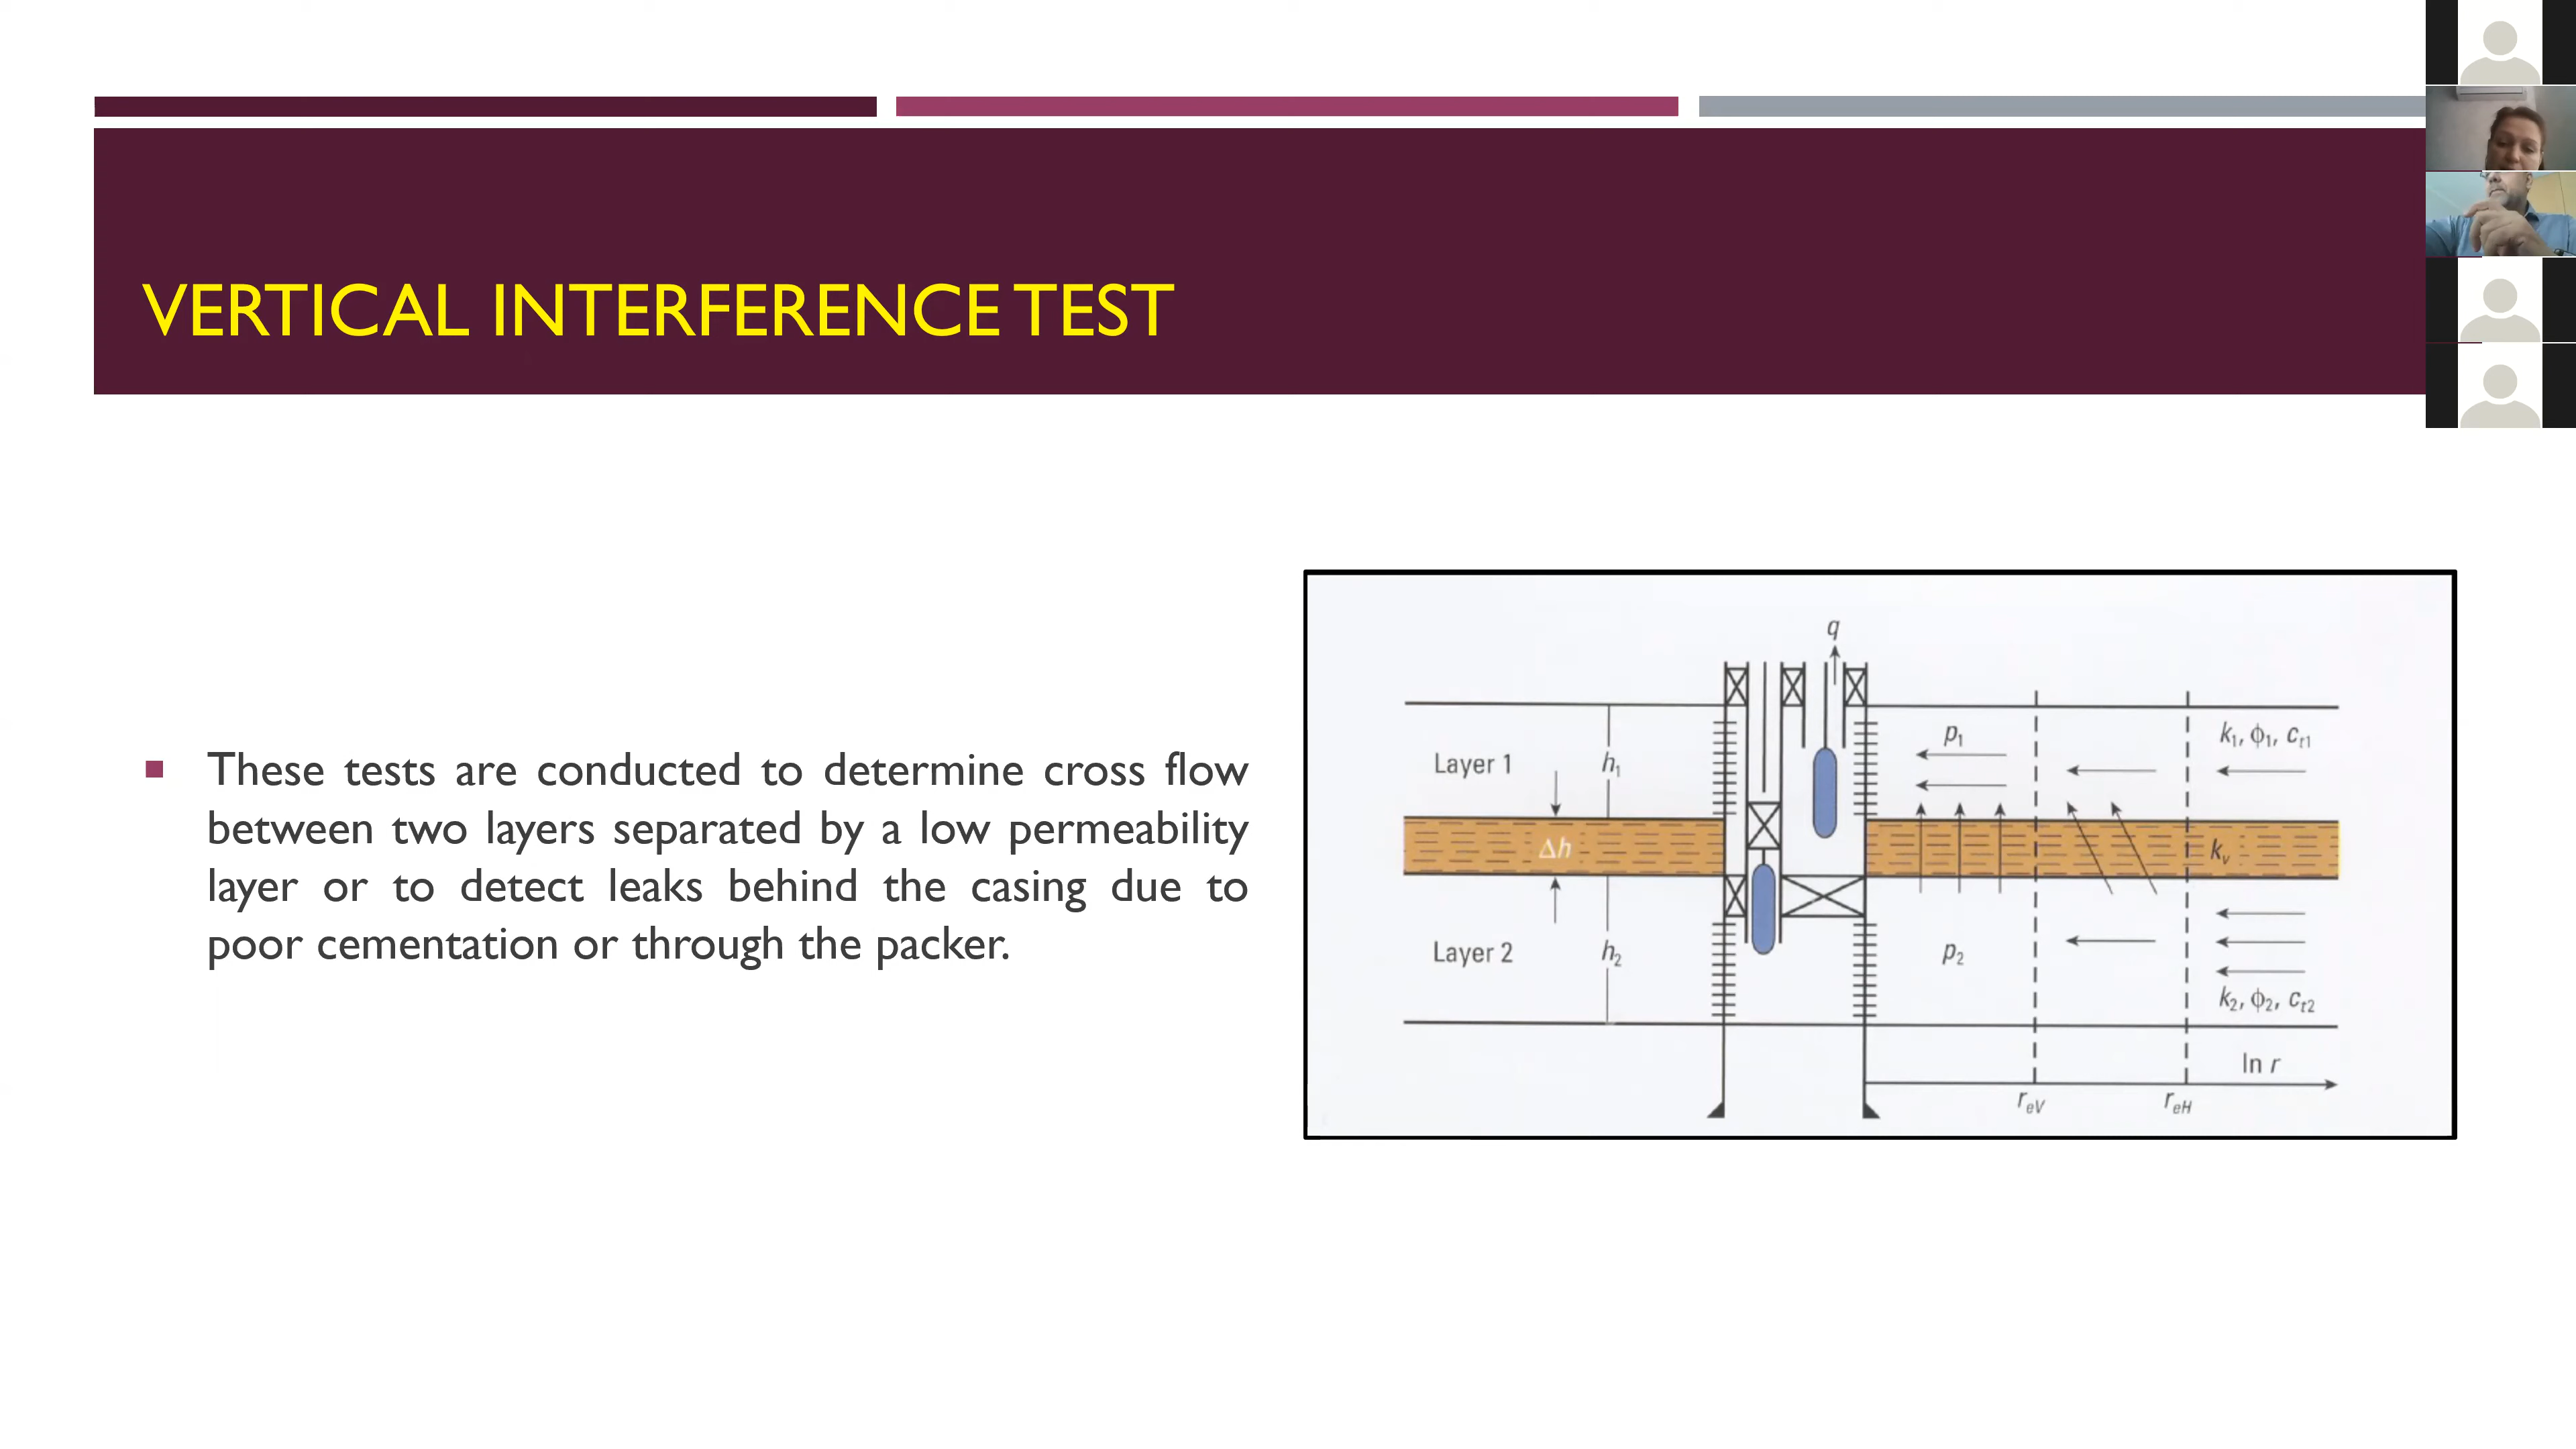 VERTICAL INTERFERENCE TEST
These tests are conducted to determine cross flow
between two layers separated by a low permeability
layer or to detect leaks behind the casing due to
poor cementation or through the packer.
q
Layer 1
h₁
p₁
k₁, ϕ₁, cₜ₁
Δh
kᵥ
Layer 2
h₂
p₂
k₂, ϕ₂, cₜ₂
ln r
reV
reH